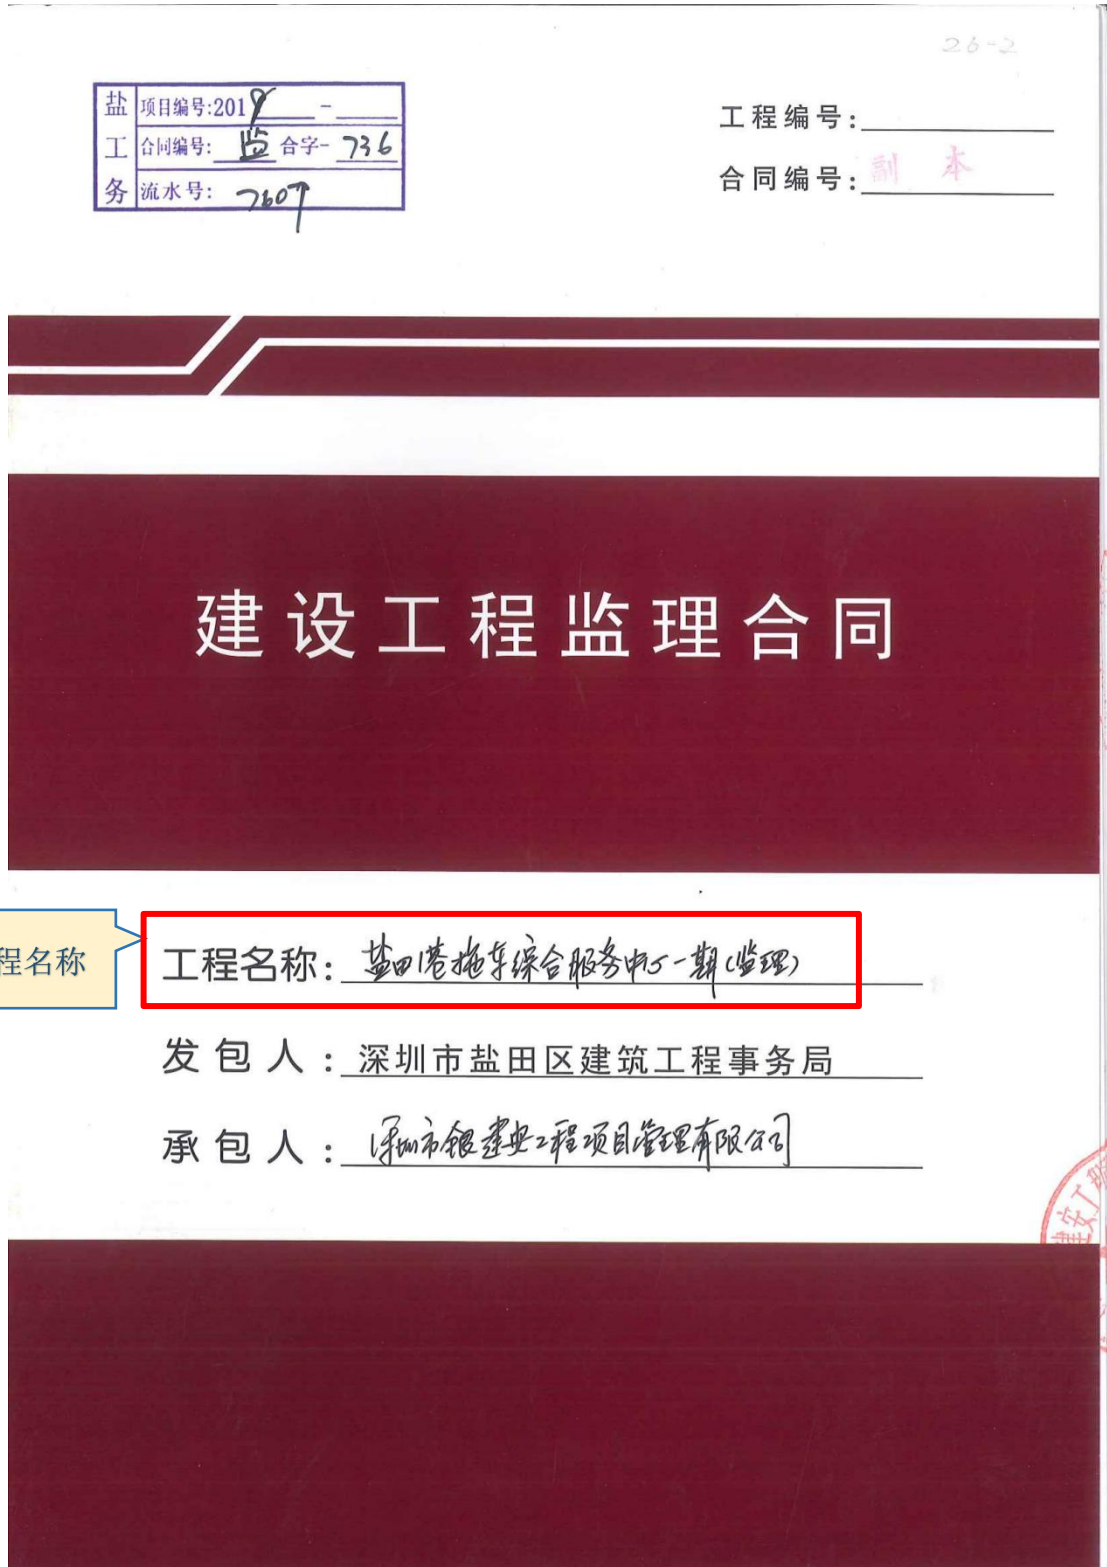 26-2
盐工务
项目编号:201 -
合同编号: 监 合字- 736
流水号: 7607
工程编号:
合同编号: 副 本
建设工程监理合同
程名称
工程名称: 盐田港拖车综合服务中心一期(监理)
发包人: 深圳市盐田区建筑工程事务局
承包人: 深圳市银建安工程项目管理有限公司
建安工程